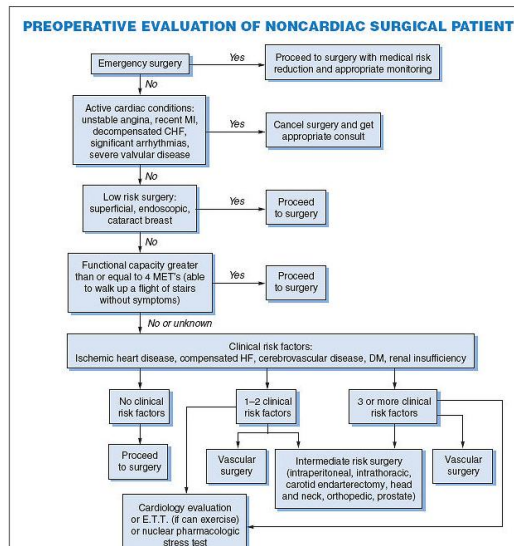 PREOPERATIVE EVALUATION OF NONCARDIAC SURGICAL PATIENT
Emergency surgery
Yes
Proceed to surgery with medical risk
reduction and appropriate monitoring
No
Active cardiac conditions:
unstable angina, recent MI,
decompensated CHF,
significant arrhythmias,
severe valvular disease
Yes
Cancel surgery and get
appropriate consult
No
Low risk surgery:
superficial, endoscopic,
cataract breast
Yes
Proceed
to surgery
No
Functional capacity greater
than or equal to 4 MET's (able
to walk up a flight of stairs
without symptoms)
Yes
Proceed
to surgery
No or unknown
Clinical risk factors:
Ischemic heart disease, compensated HF, cerebrovascular disease, DM, renal insufficiency
No clinical
risk factors
1–2 clinical
risk factors
3 or more clinical
risk factors
Proceed
to surgery
Vascular
surgery
Intermediate risk surgery
(intraperitoneal, intrathoracic,
carotid endarterectomy, head
and neck, orthopedic, prostate)
Vascular
surgery
Cardiology evaluation
or E.T.T. (if can exercise)
or nuclear pharmacologic
stress test